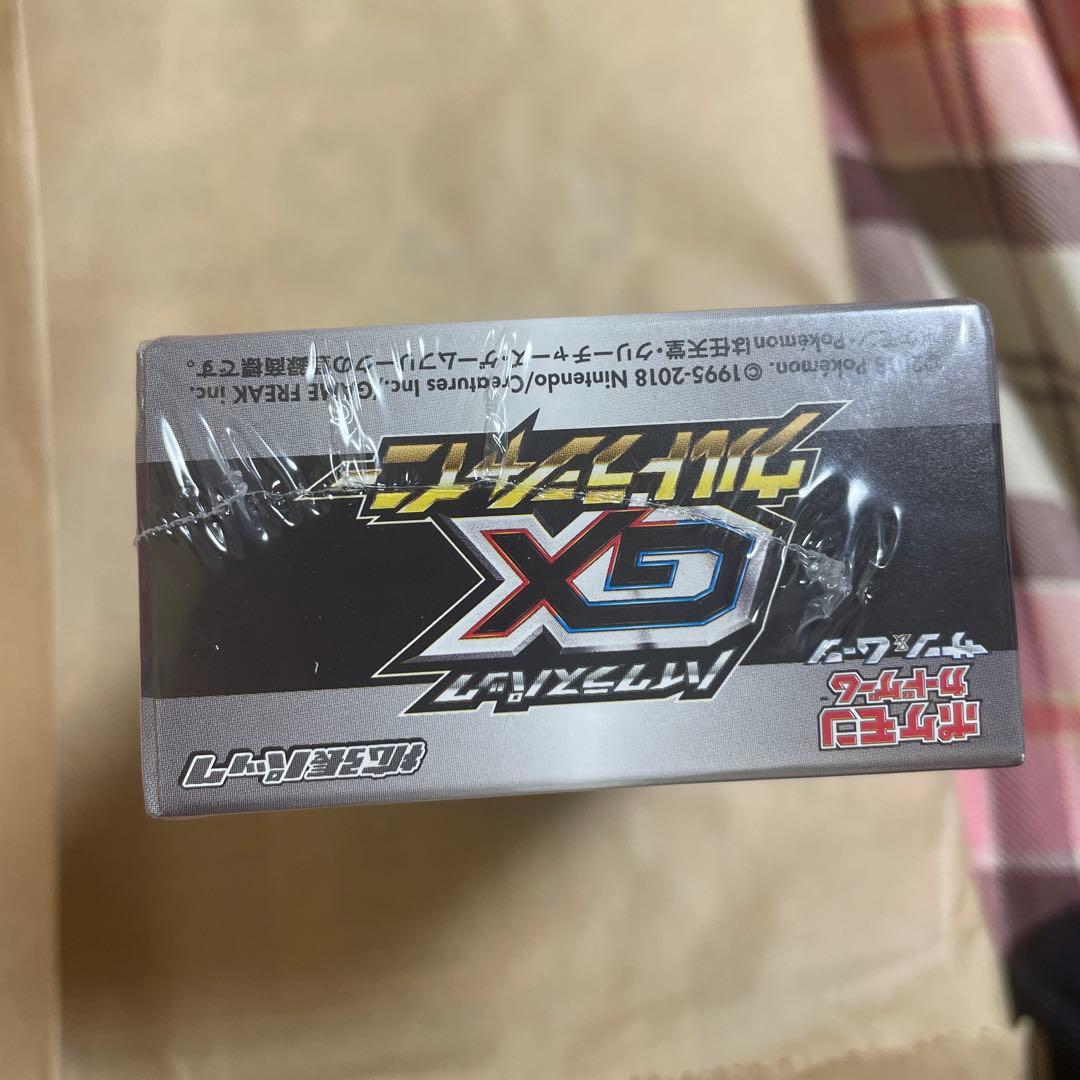 拡張パック
ポケモン
カードゲーム
サン&ムーン
ハイクラスパック
GX
ウルトラシャイニー
©1995-2018 Nintendo/Creatures Inc./GAME FREAK inc.
Pokémonは任天堂・クリーチャーズ・ゲームフリークの登録商標です。